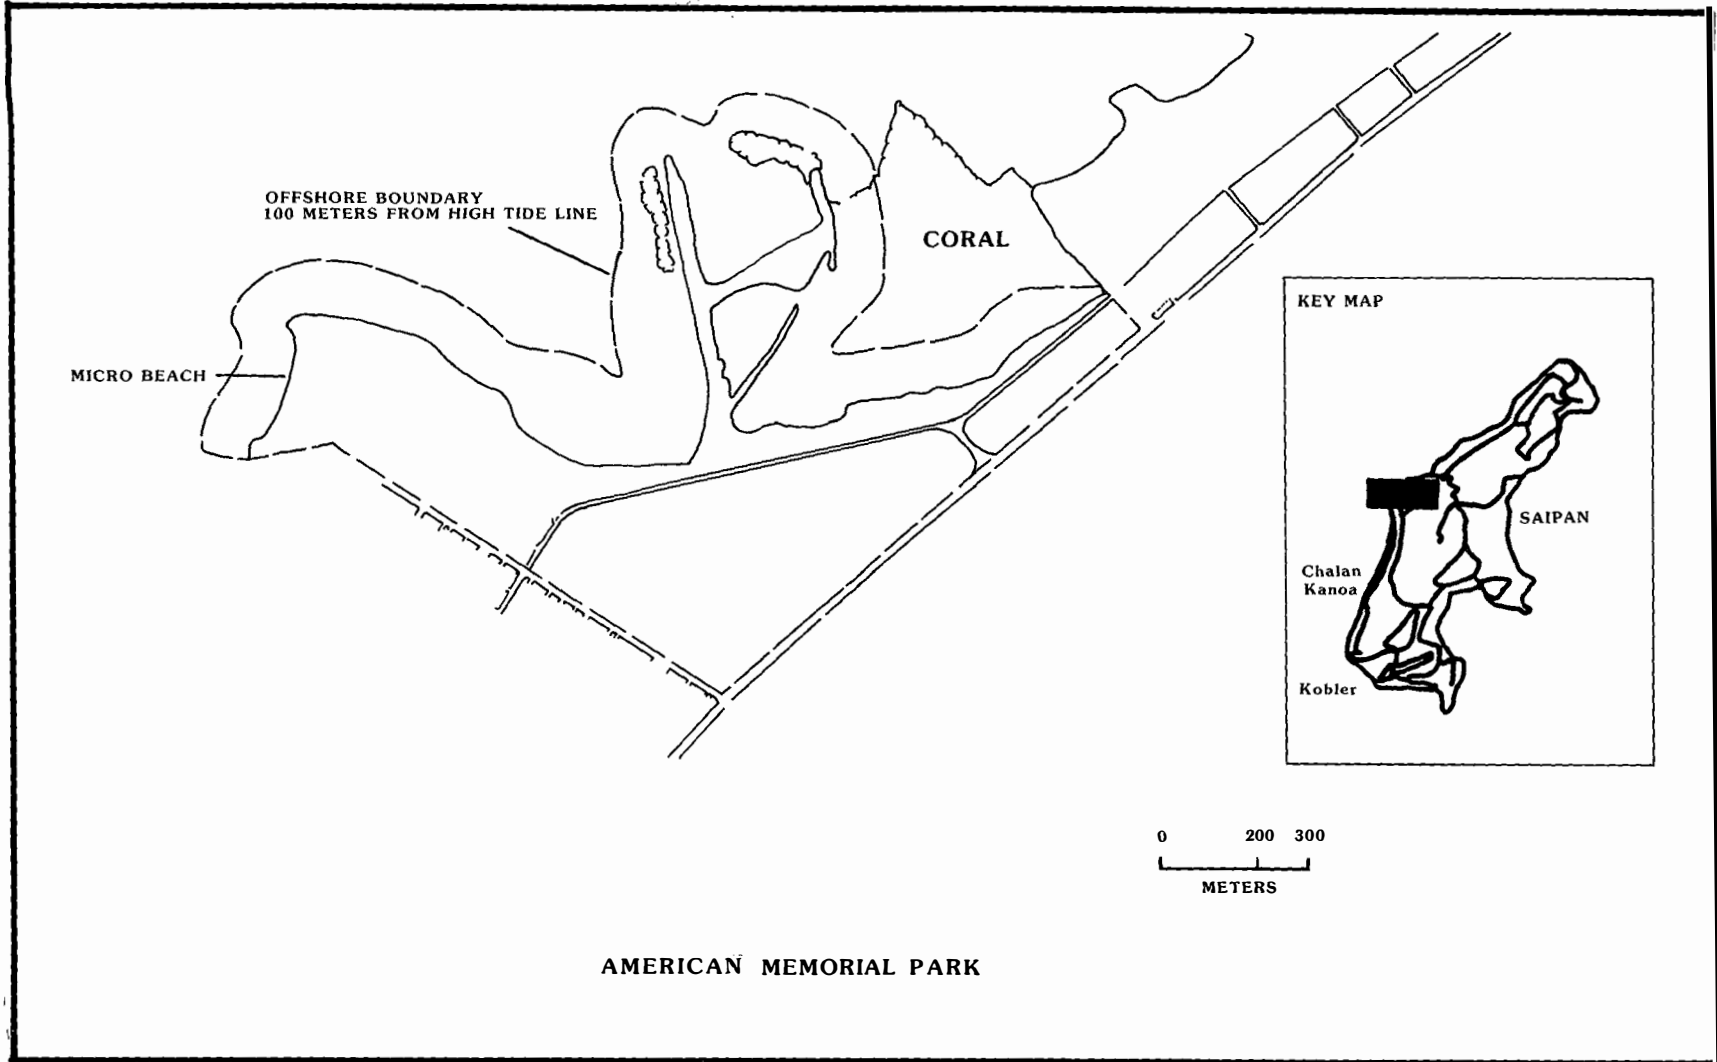 OFFSHORE BOUNDARY
100 METERS FROM HIGH TIDE LINE
CORAL
MICRO BEACH
KEY MAP
SAIPAN
Chalan
Kanoa
Kobler
0 200 300
METERS
AMERICAN MEMORIAL PARK